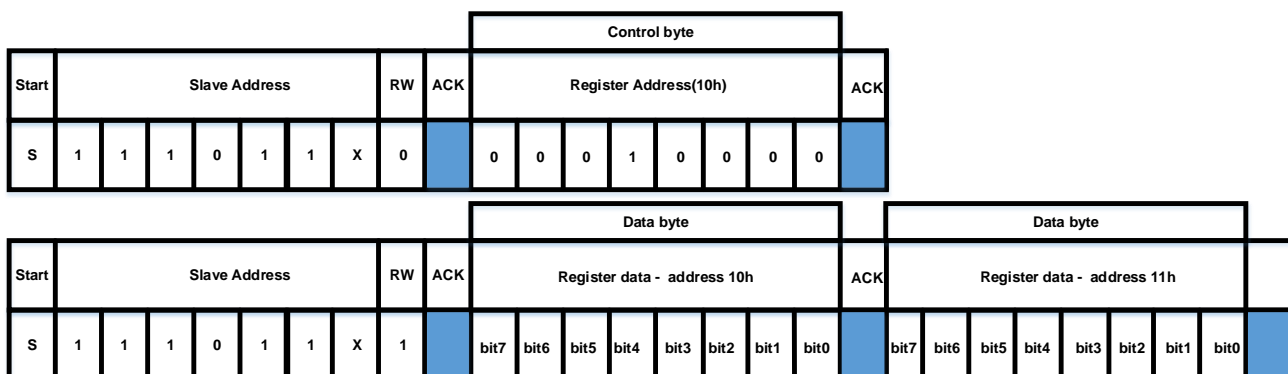 Control byte
Start Slave Address RW ACK Register Address(10h) ACK
S 1 1 1 0 1 1 X 0 0 0 0 1 0 0 0 0
Data byte Data byte
Start Slave Address RW ACK Register data - address 10h ACK Register data - address 11h
S 1 1 1 0 1 1 X 1 bit7 bit6 bit5 bit4 bit3 bit2 bit1 bit0 bit7 bit6 bit5 bit4 bit3 bit2 bit1 bit0